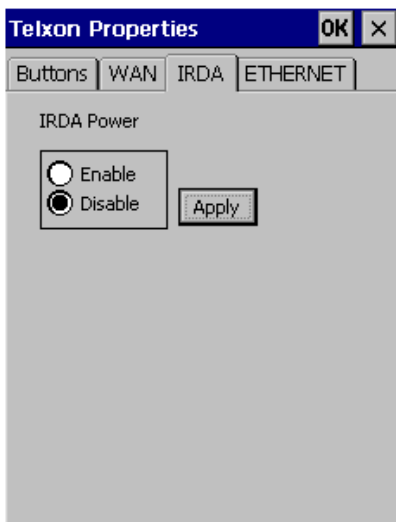 Telxon Properties OK ×
Buttons WAN IRDA ETHERNET
IRDA Power
Enable
Disable
Apply